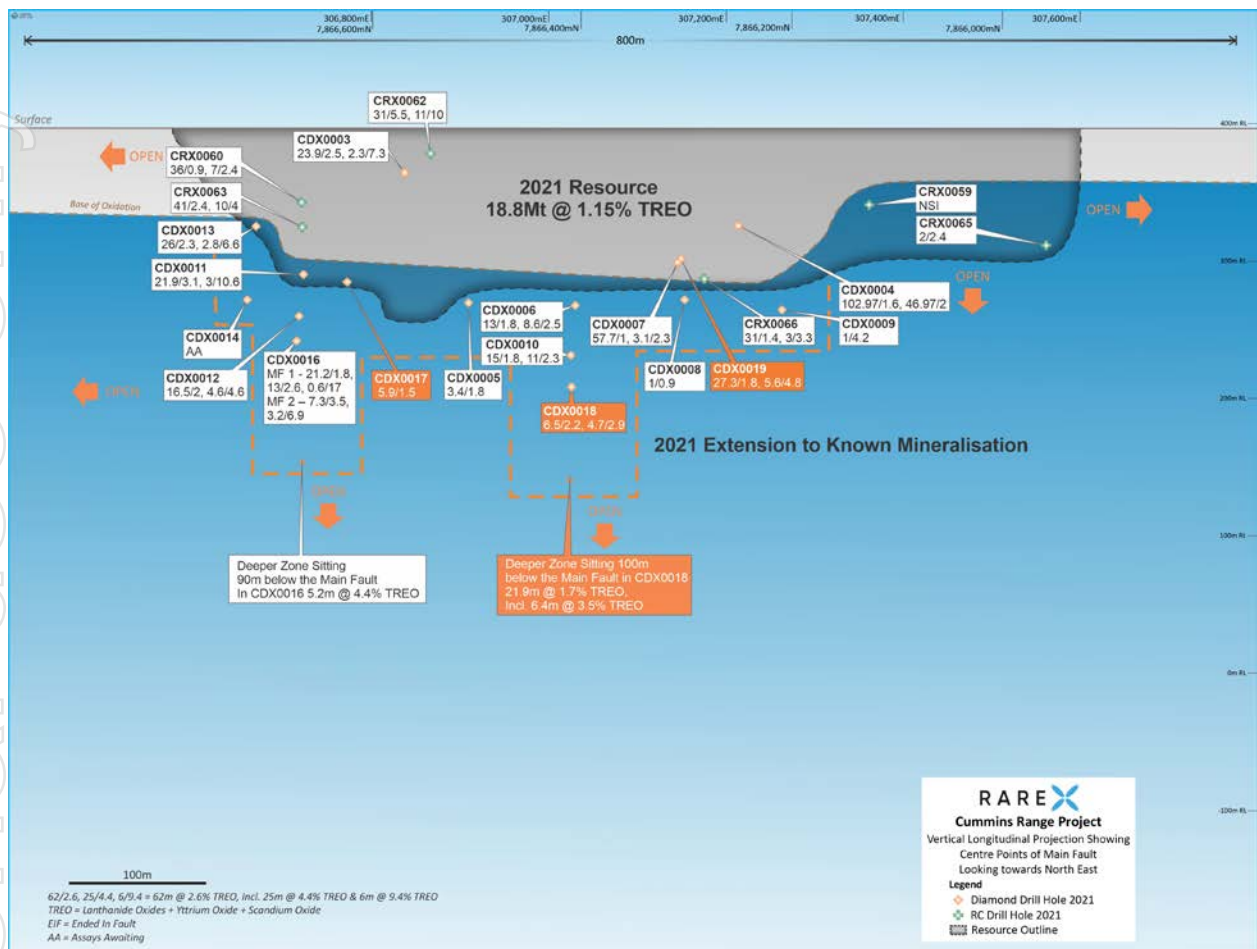 306,800mE
7,866,600mN
307,000mE
7,866,400mN
307,200mE
7,866,200mN
307,400mE
7,866,000mN
307,600mE
800m
Surface
400m RL
CRX0062
31/5.5, 11/10
CDX0003
23.9/2.5, 2.3/7.3
OPEN
CRX0060
36/0.9, 7/2.4
CRX0063
41/2.4, 10/4
Base of Oxidation
2021 Resource
18.8Mt @ 1.15% TREO
CRX0059
NSI
CRX0065
2/2.4
OPEN
CDX0013
26/2.3, 2.8/6.6
CDX0011
21.9/3.1, 3/10.6
300m RL
OPEN
CDX0004
102.97/1.6, 46.97/2
CDX0014
AA
CDX0012
16.5/2, 4.6/4.6
CDX0016
MF 1 - 21.2/1.8,
13/2.6, 0.6/17
MF 2 – 7.3/3.5,
3.2/6.9
CDX0017
5.9/1.5
CDX0005
3.4/1.8
CDX0006
13/1.8, 8.6/2.5
CDX0010
15/1.8, 11/2.3
CDX0007
57.7/1, 3.1/2.3
CDX0008
1/0.9
CDX0019
27.3/1.8, 5.6/4.8
CRX0066
31/1.4, 3/3.3
CDX0009
1/4.2
OPEN
200m RL
CDX0018
6.5/2.2, 4.7/2.9
2021 Extension to Known Mineralisation
OPEN
OPEN
100m RL
Deeper Zone Sitting
90m below the Main Fault
In CDX0016 5.2m @ 4.4% TREO
Deeper Zone Sitting 100m
below the Main Fault in CDX0018
21.9m @ 1.7% TREO,
Incl. 6.4m @ 3.5% TREO
0m RL
-100m RL
RAREX
Cummins Range Project
Vertical Longitudinal Projection Showing
Centre Points of Main Fault
Looking towards North East
Legend
Diamond Drill Hole 2021
RC Drill Hole 2021
Resource Outline
100m
62/2.6, 25/4.4, 6/9.4 = 62m @ 2.6% TREO, Incl. 25m @ 4.4% TREO & 6m @ 9.4% TREO
TREO = Lanthanide Oxides + Yttrium Oxide + Scandium Oxide
EIF = Ended In Fault
AA = Assays Awaiting